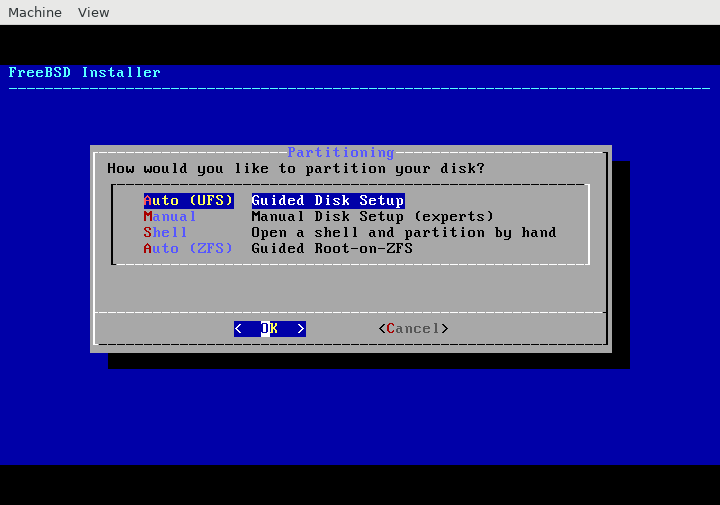 Machine View
FreeBSD Installer
Partitioning
How would you like to partition your disk?
Auto (UFS) Guided Disk Setup
Manual Manual Disk Setup (experts)
Shell Open a shell and partition by hand
Auto (ZFS) Guided Root-on-ZFS
< OK > <Cancel>